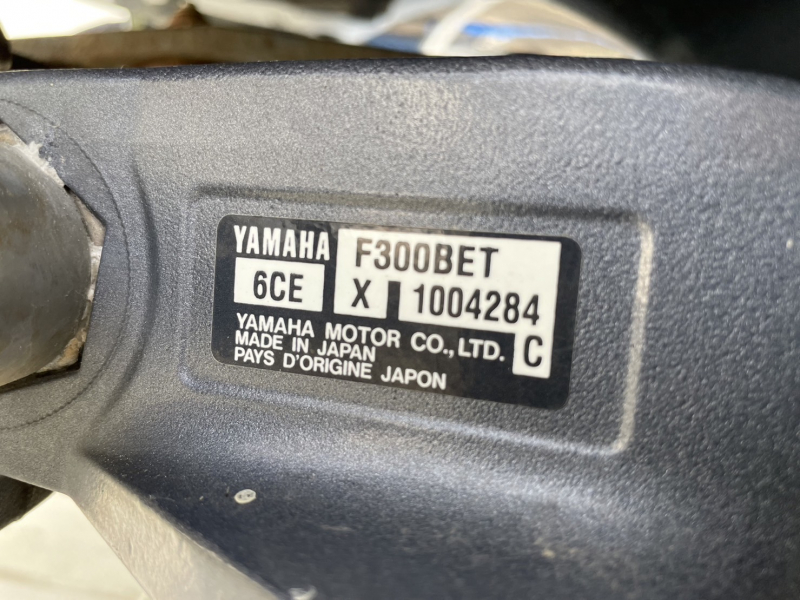 YAMAHA F300BET
6CE X 1004284
YAMAHA MOTOR CO., LTD. C
MADE IN JAPAN
PAYS D'ORIGINE JAPON